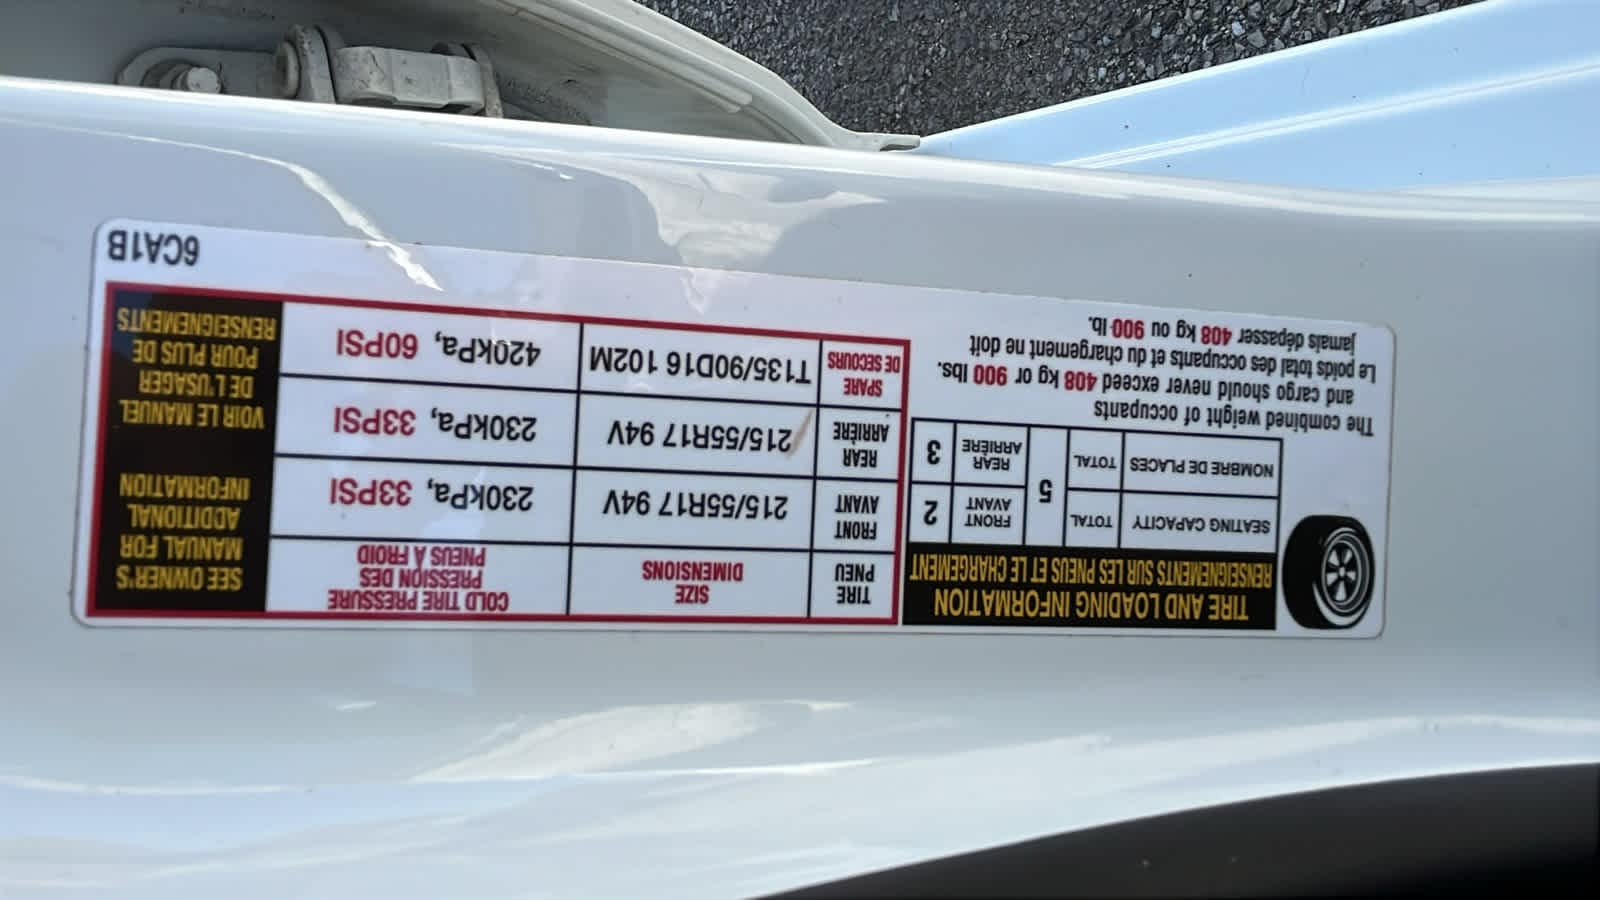 TIRE AND LOADING INFORMATION
RENSEIGNEMENTS SUR LES PNEUS ET LE CHARGEMENT
SEATING CAPACITY TOTAL 5 FRONT AVANT 2
NOMBRE DE PLACES TOTAL REAR ARRIÈRE 3
The combined weight of occupants
and cargo should never exceed 408 kg or 900 lbs.
Le poids total des occupants et du chargement ne doit
jamais dépasser 408 kg ou 900 lb.
TIRE
PNEU
SIZE
DIMENSIONS
COLD TIRE PRESSURE
PRESSION DES
PNEUS À FROID
FRONT
AVANT
215/55R17 94V
230kPa, 33PSI
REAR
ARRIÈRE
215/55R17 94V
230kPa, 33PSI
SPARE
DE SECOURS
T135/90D16 102M
420kPa, 60PSI
SEE OWNER'S
MANUAL FOR
ADDITIONAL
INFORMATION
VOIR LE MANUEL
DE L'USAGER
POUR PLUS DE
RENSEIGNEMENTS
6CA1B